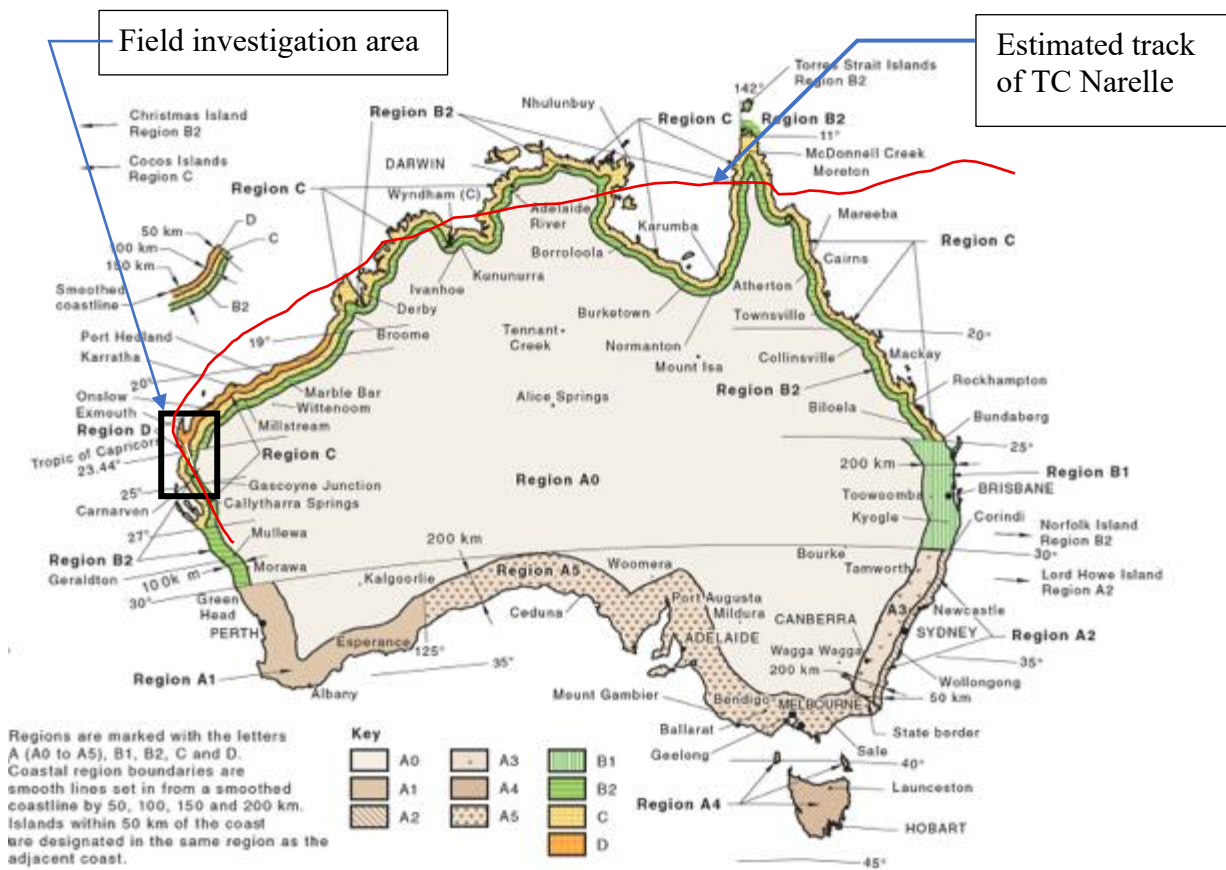 Field investigation area
Estimated track
of TC Narelle
Torres Strait Islands
Region B2
142°
Nhulunbuy
Region B2
Region C
Region B2
11°
McDonnell Creek
Moreton
Christmas Island
Region B2
Cocos Islands
Region C
DARWIN
Region C
Wyndham (C)
Adelaide
River
Karumba
Mareeba
D
C
50 km
100 km
150 km
Borroloola
Region C
Cairns
Smoothed
coastline
B2
Ivanhoe
Kununurra
Atherton
Derby
Burketown
Townsville
Port Hedland
19°
Broome
Tennant
Creek
Normanton
20°
Karratha
20°
Mount Isa
Collinsville
Mackay
Onslow
Marble Bar
Exmouth
Wittenoom
Alice Springs
Region B2
Rockhampton
Region D
Millstream
Biloela
Tropic of Capricorn
23.44°
Bundaberg
Region C
25°
200 km
Region B1
25°
Gascoyne Junction
Region A0
Toowoomba
BRISBANE
Carnarvon
Callytharra Springs
Kyogle
Corindi
27°
Mullewa
200 km
Norfolk Island
Region B2
Region B2
Bourke
30°
Geraldton
Morawa
Woomera
Tamworth
100k m
Region A5
Lord Howe Island
Region A2
30°
Kalgoorlie
Port Augusta
Green
Head
Ceduna
Mildura
A3
Newcastle
PERTH
CANBERRA
SYDNEY
Esperance
ADELAIDE
Region A2
125°
Wagga Wagga
35°
35°
200 km
Wollongong
Region A1
Mount Gambier
Bendigo
50 km
Albany
MELBOURNE
Ballarat
State border
Geelong
Sale
40°
Regions are marked with the letters
A (A0 to A5), B1, B2, C and D.
Coastal region boundaries are
smooth lines set in from a smoothed
coastline by 50, 100, 150 and 200 km.
Islands within 50 km of the coast
are designated in the same region as the
adjacent coast.
Key
A0
A3
B1
A1
A4
B2
A2
A5
C
D
Launceston
Region A4
HOBART
45°